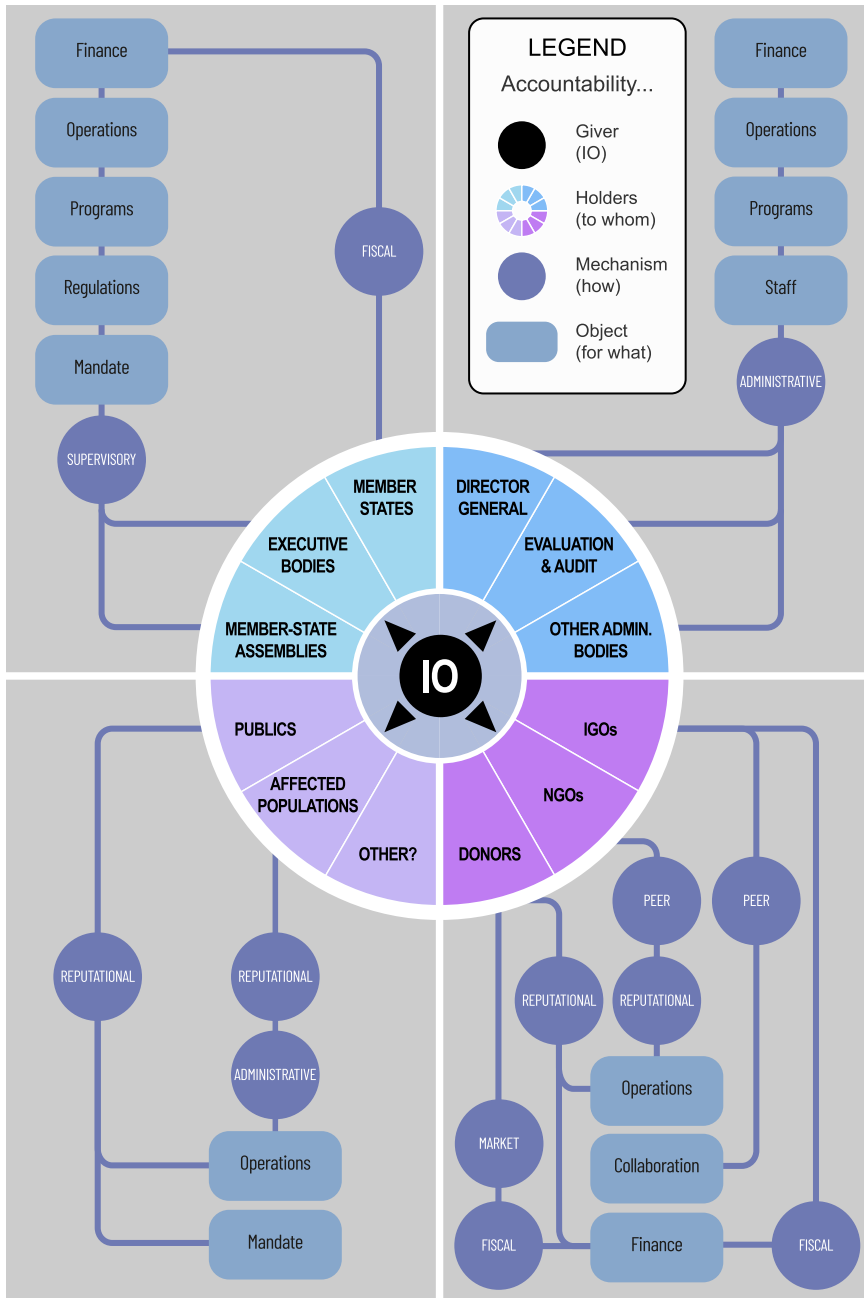 Finance
Operations
Programs
Regulations
Mandate
SUPERVISORY
FISCAL
LEGEND
Accountability...
Giver
(IO)
Holders
(to whom)
Mechanism
(how)
Object
(for what)
Finance
Operations
Programs
Staff
ADMINISTRATIVE
MEMBER
STATES
EXECUTIVE
BODIES
MEMBER-STATE
ASSEMBLIES
DIRECTOR
GENERAL
EVALUATION
& AUDIT
OTHER ADMIN.
BODIES
IO
PUBLICS
AFFECTED
POPULATIONS
OTHER?
IGOs
NGOs
DONORS
REPUTATIONAL
REPUTATIONAL
ADMINISTRATIVE
Operations
Mandate
PEER
PEER
REPUTATIONAL
REPUTATIONAL
Operations
MARKET
Collaboration
FISCAL
Finance
FISCAL